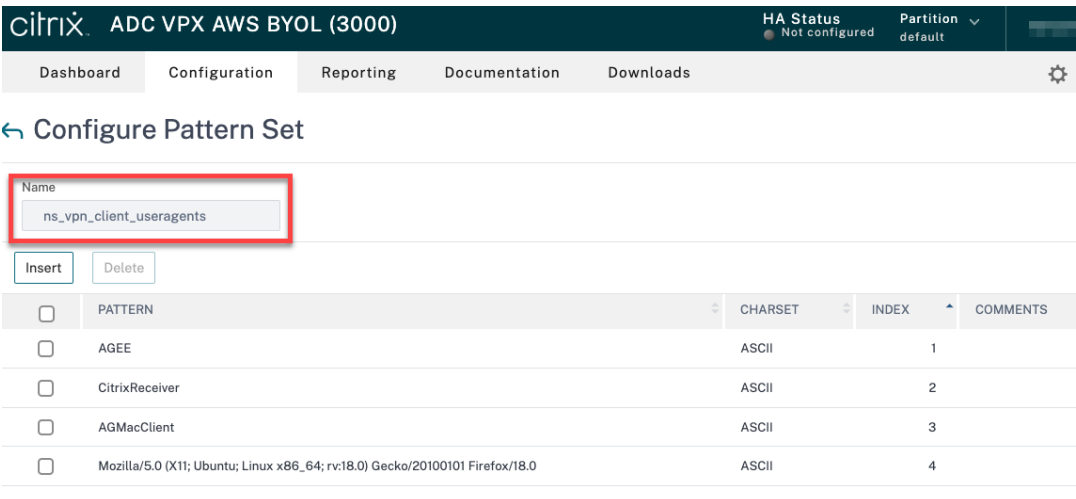 citrix. ADC VPX AWS BYOL (3000)
HA Status
Not configured
Partition
default
Dashboard Configuration Reporting Documentation Downloads
Configure Pattern Set
Name
ns_vpn_client_useragents
Insert Delete
PATTERN CHARSET INDEX COMMENTS
AGEE ASCII 1
CitrixReceiver ASCII 2
AGMacClient ASCII 3
Mozilla/5.0 (X11; Ubuntu; Linux x86_64; rv:18.0) Gecko/20100101 Firefox/18.0 ASCII 4